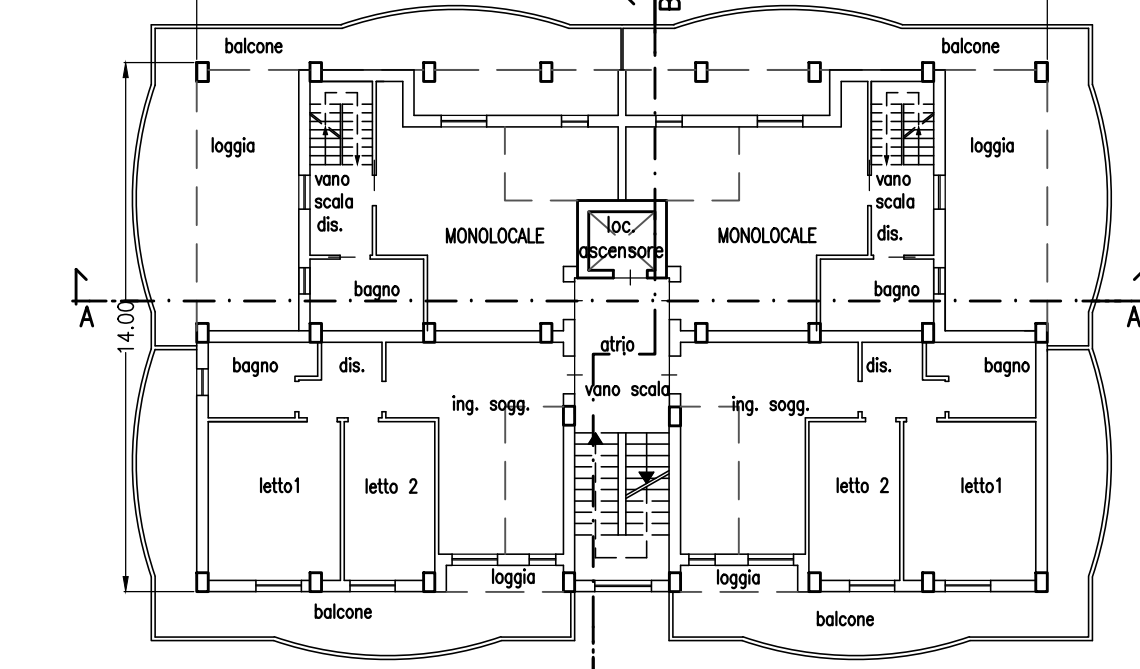 B
balcone
balcone
loggia
loggia
vano
scala
dis.
vano
scala
dis.
MONOLOCALE
loc.
ascensore
MONOLOCALE
bagno
bagno
A
A
14.00
atrio
bagno
dis.
dis.
bagno
vano scala
ing. sogg.
ing. sogg.
letto1
letto 2
letto 2
letto1
loggia
loggia
balcone
balcone